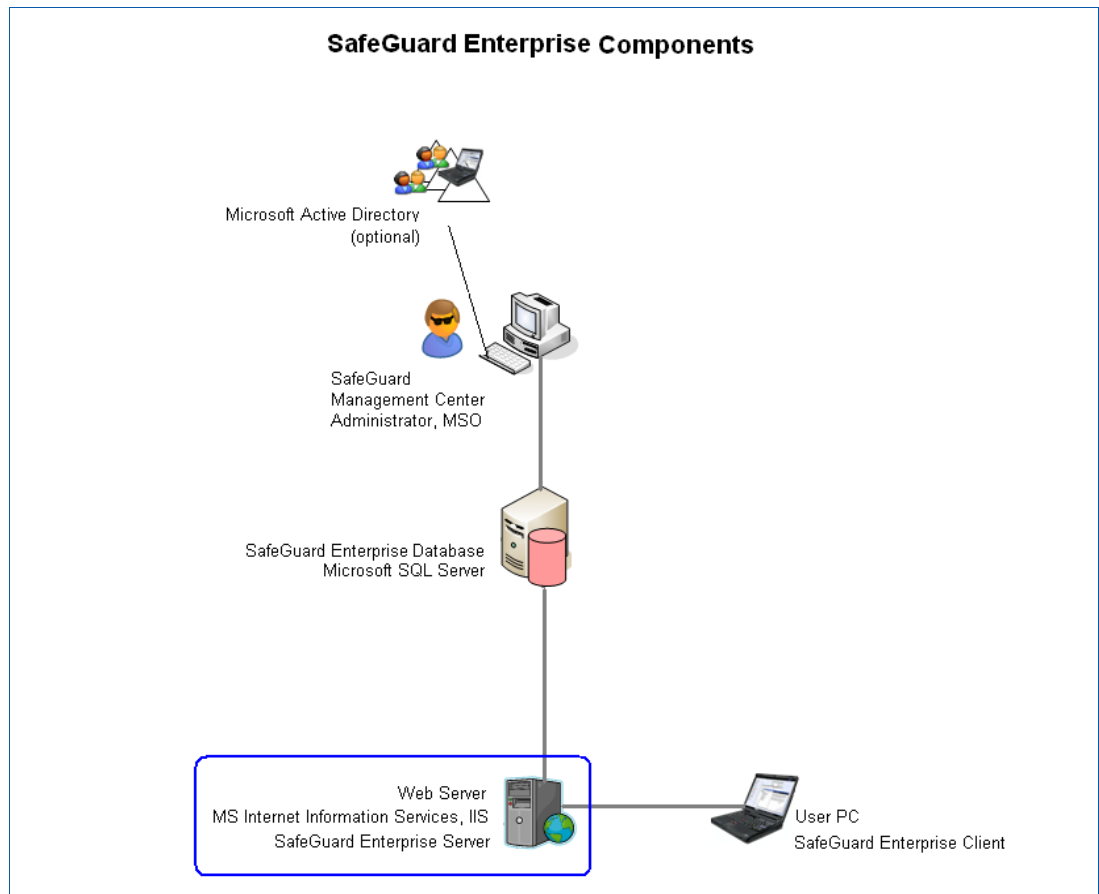 SafeGuard Enterprise Components
Microsoft Active Directory
(optional)
SafeGuard
Management Center
Administrator, MSO
SafeGuard Enterprise Database
Microsoft SQL Server
Web Server
MS Internet Information Services, IIS
SafeGuard Enterprise Server
User PC
SafeGuard Enterprise Client